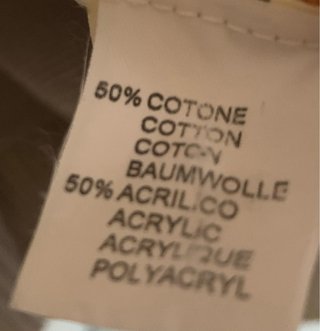 50% COTONE
COTTON
COTON
BAUMWOLLE
50% ACRILICO
ACRYLIC
ACRYLIQUE
POLYACRYL